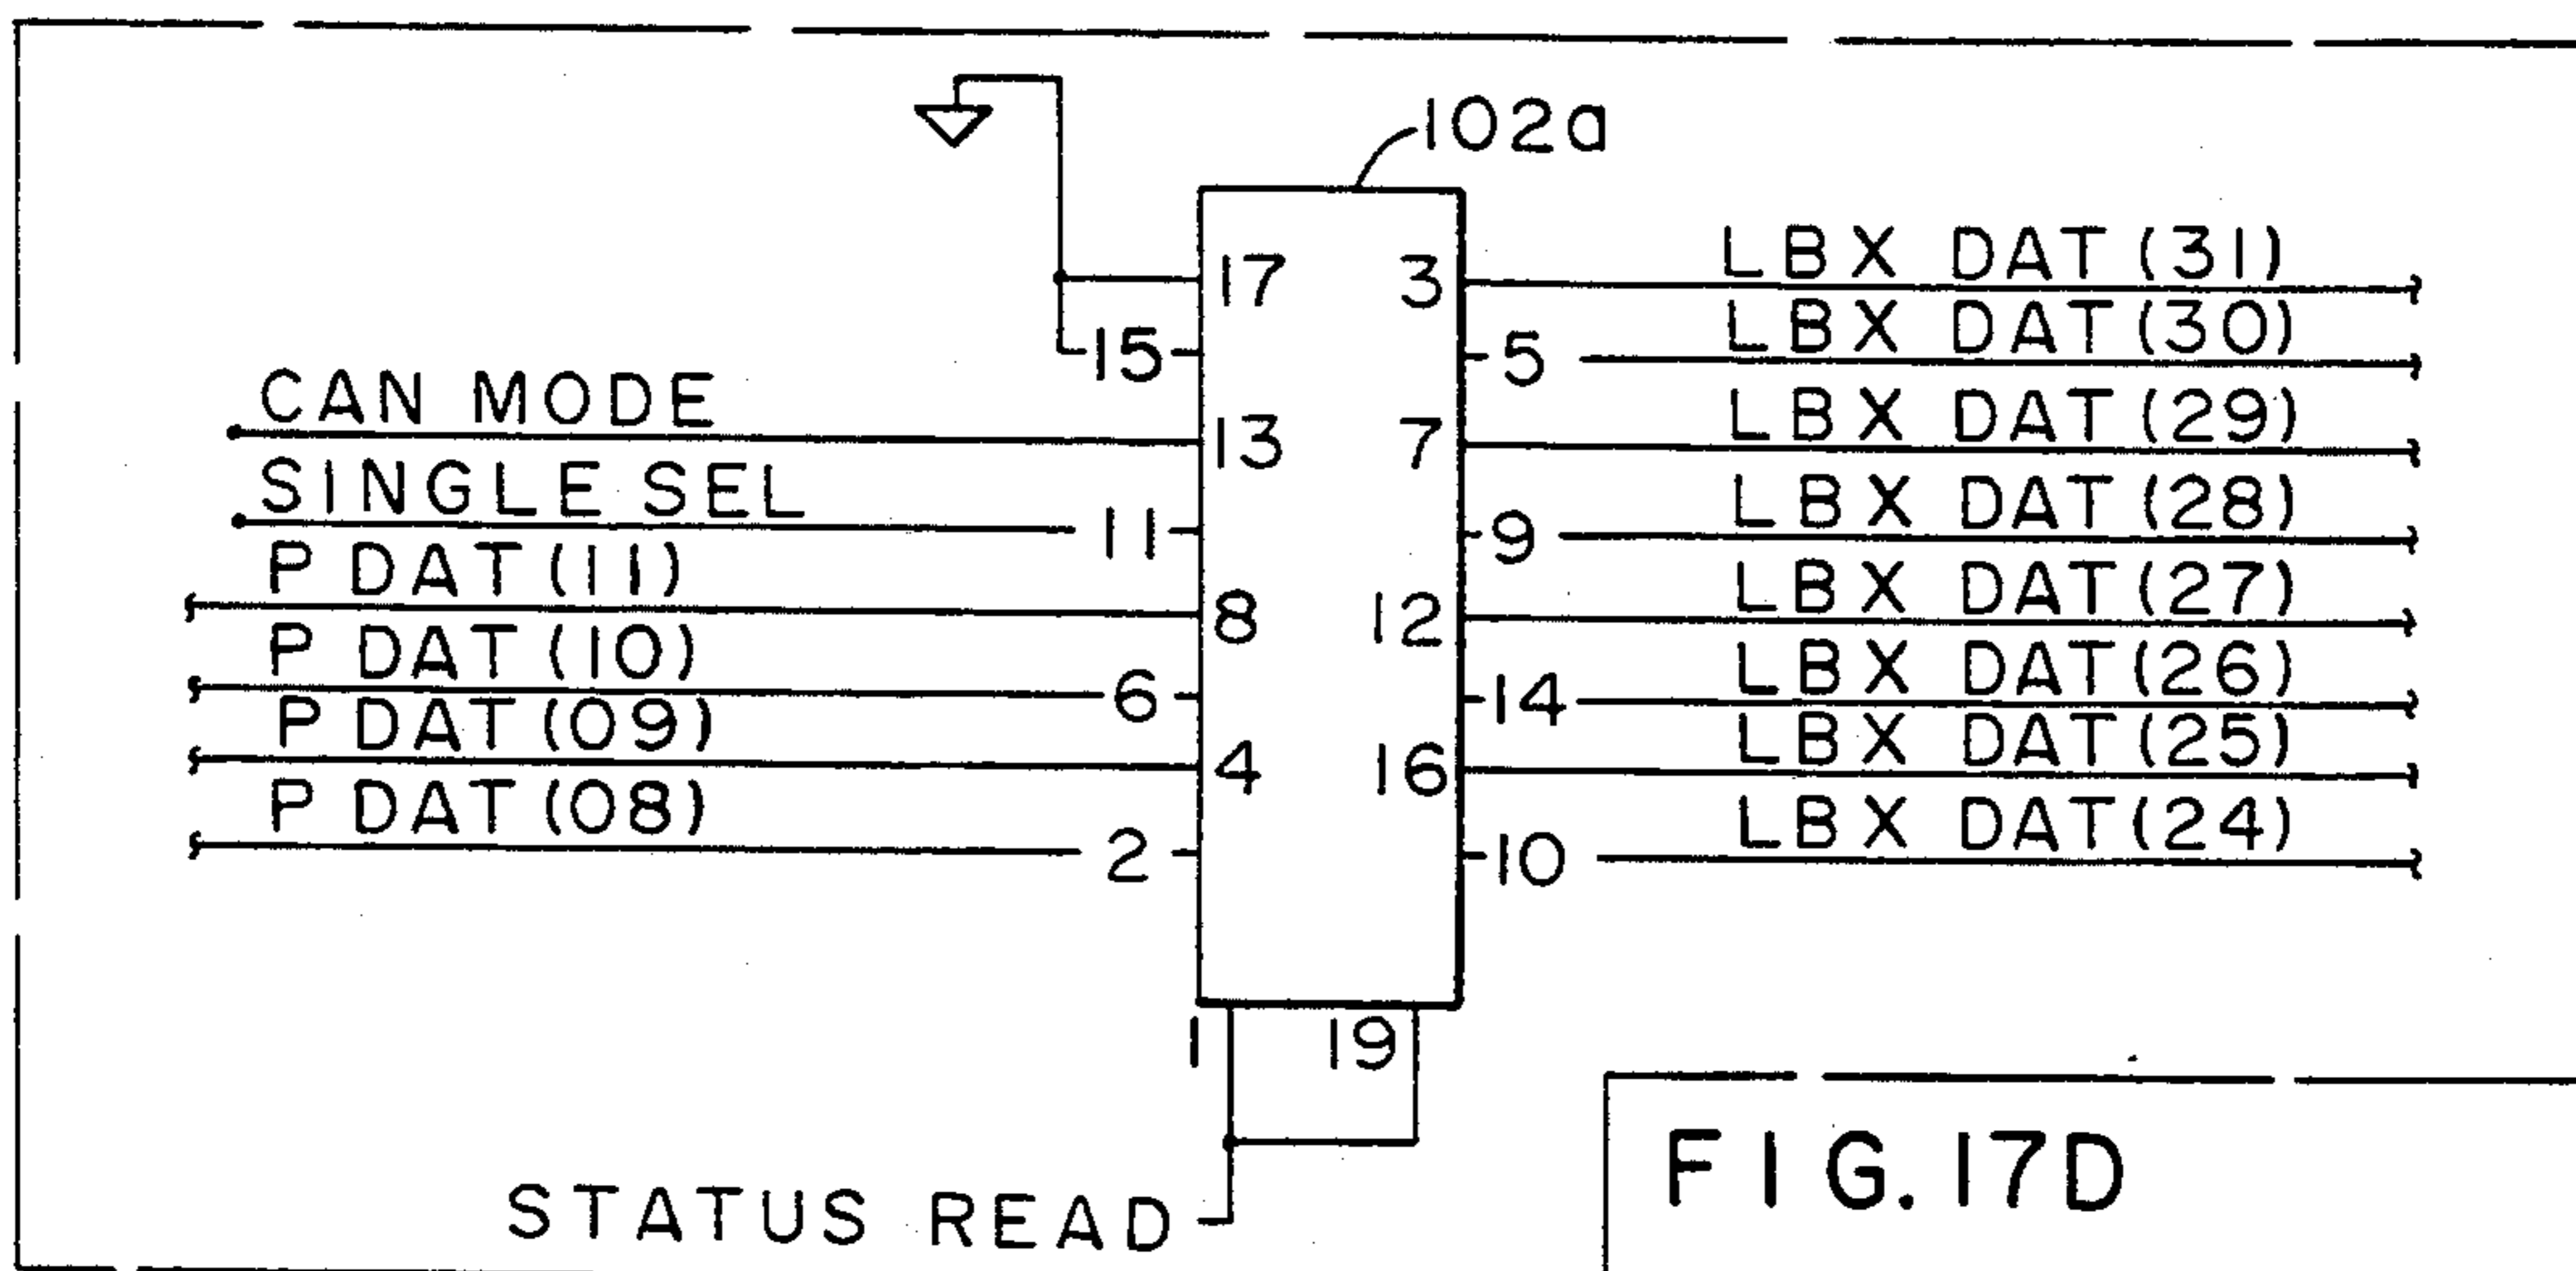 102a
17 3 LBX DAT(31)
15 5 LBX DAT(30)
CAN MODE 13 7 LBX DAT(29)
SINGLE SEL 11 9 LBX DAT(28)
P DAT(11) 8 12 LBX DAT(27)
P DAT(10) 6 14 LBX DAT(26)
P DAT(09) 4 16 LBX DAT(25)
P DAT(08) 2 10 LBX DAT(24)
1 19
STATUS READ
FIG. 17D